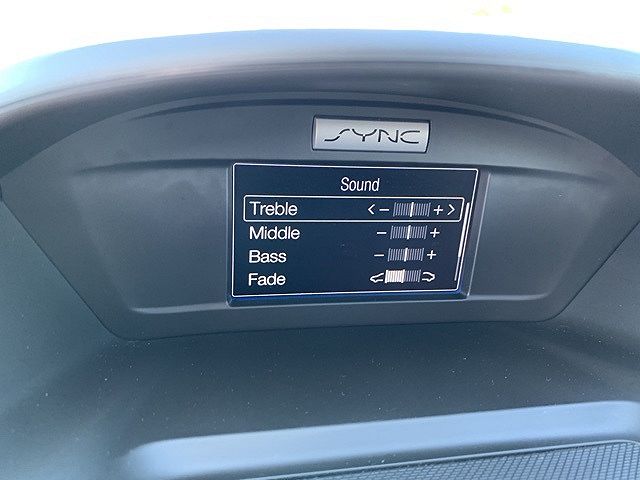 SYNC
Sound
Treble < - + >
Middle - +
Bass - +
Fade